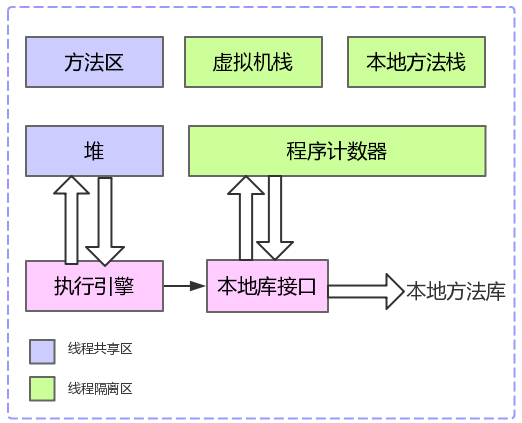 方法区
虚拟机栈
本地方法栈
堆
程序计数器
执行引擎
本地库接口
本地方法库
线程共享区
线程隔离区